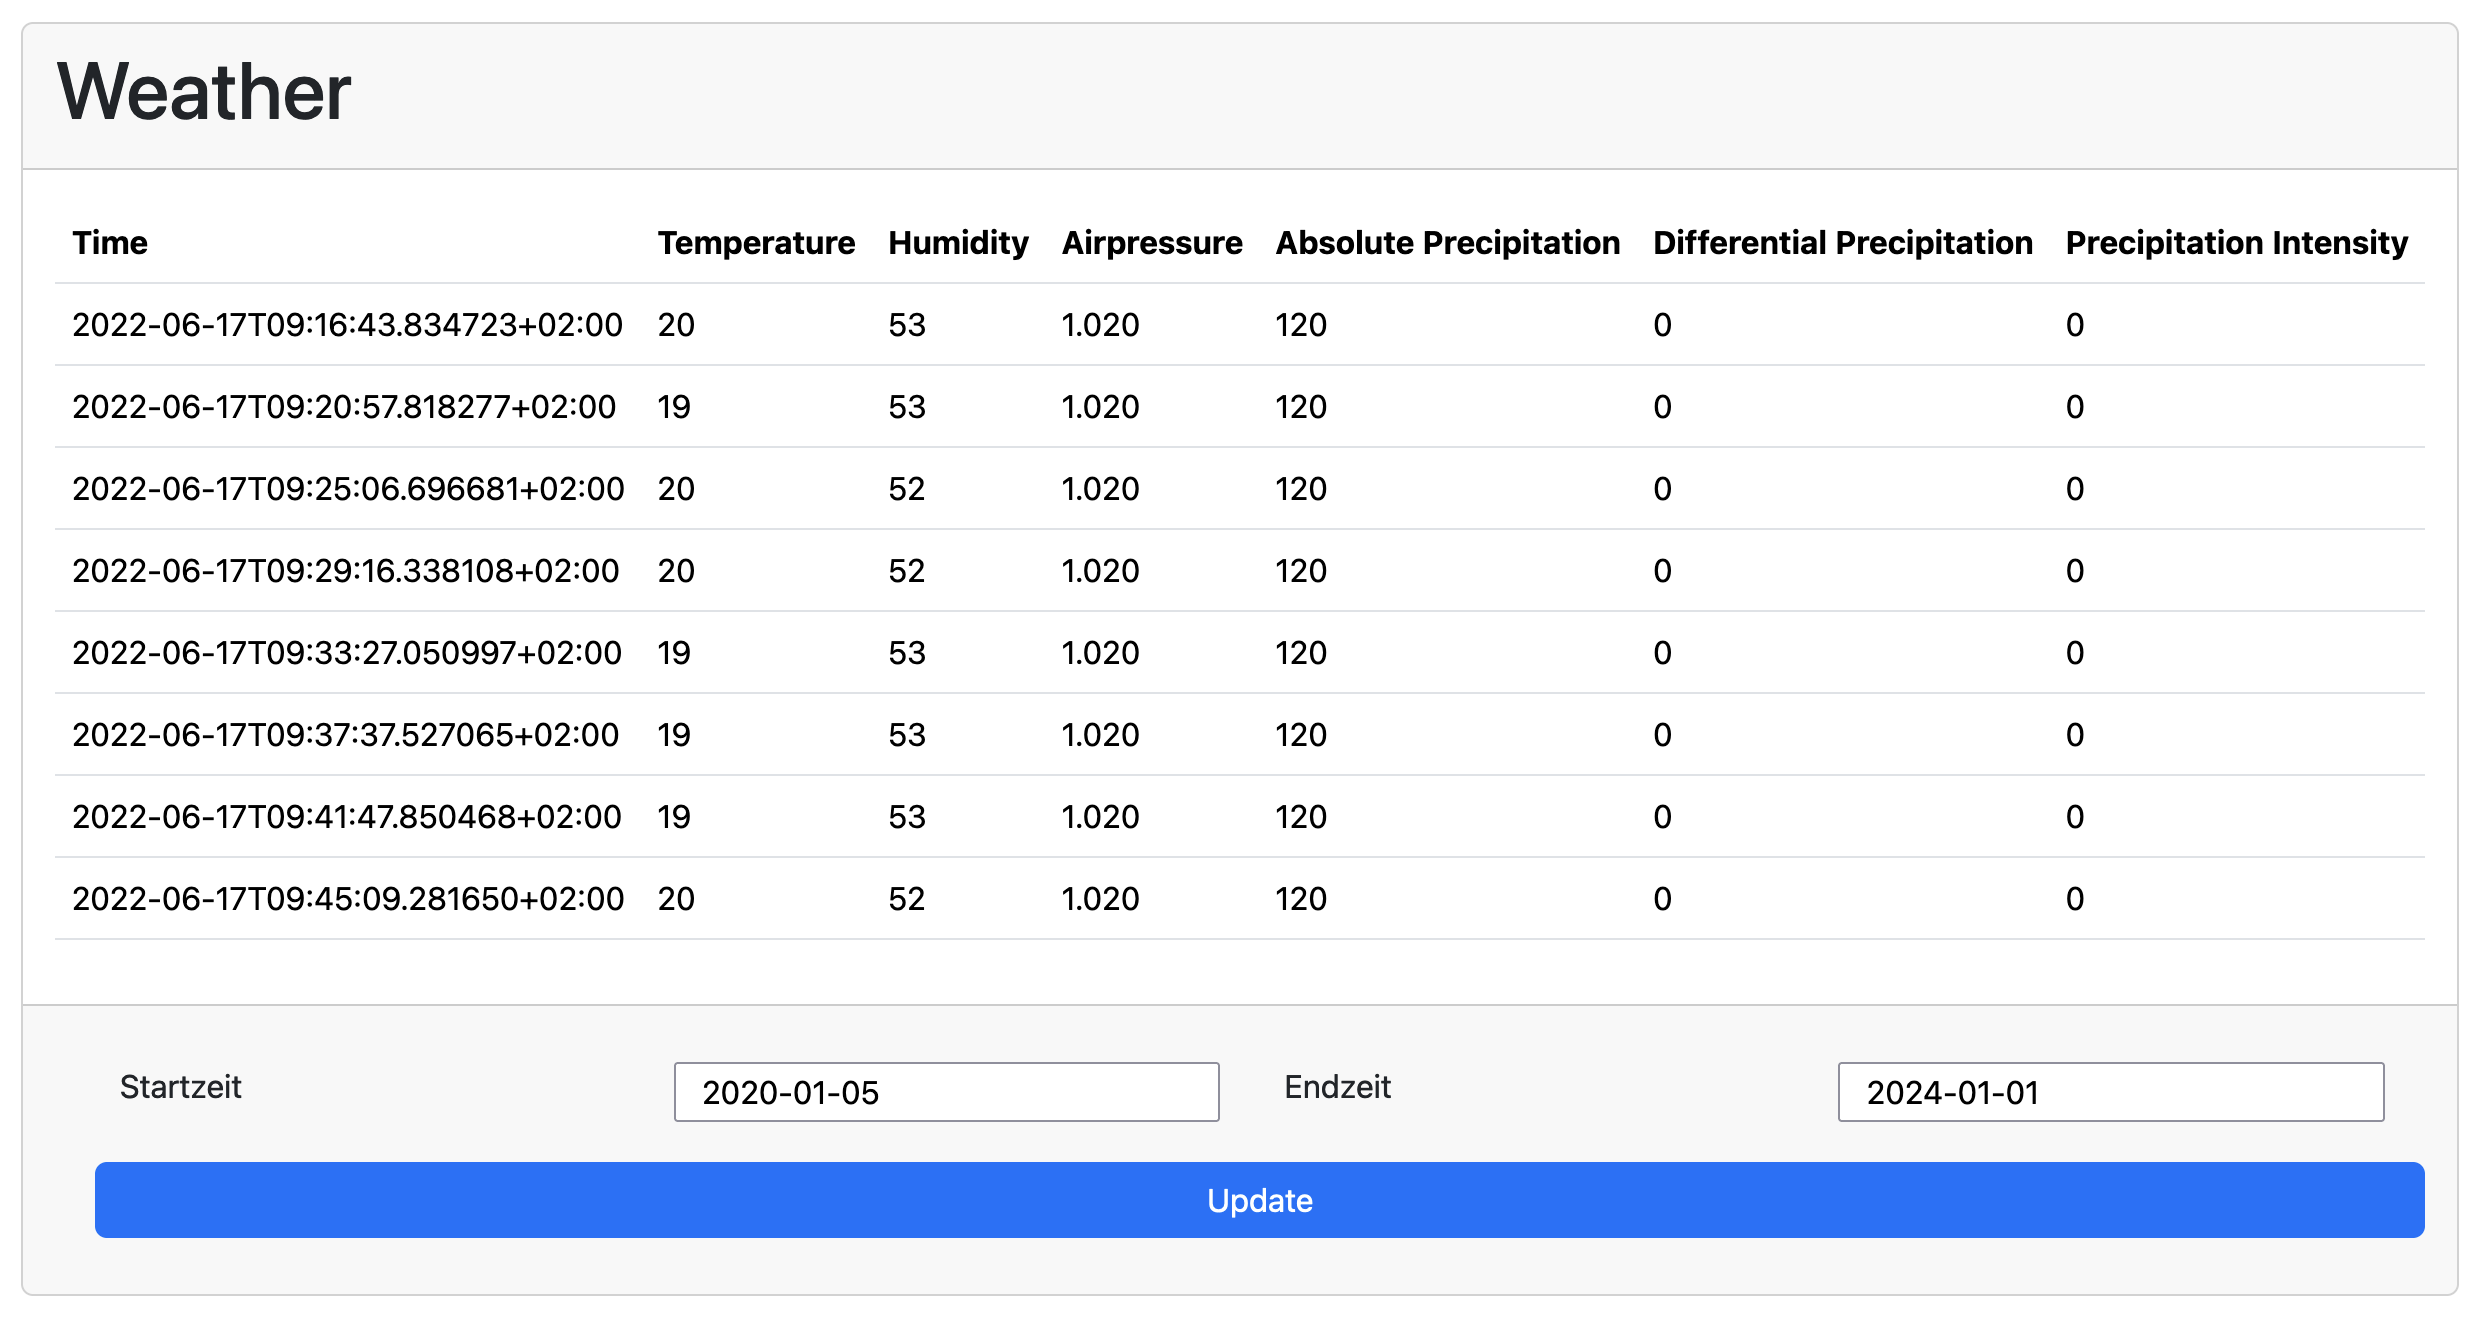 Weather
Time Temperature Humidity Airpressure Absolute Precipitation Differential Precipitation Precipitation Intensity
2022-06-17T09:16:43.834723+02:00 20 53 1.020 120 0 0
2022-06-17T09:20:57.818277+02:00 19 53 1.020 120 0 0
2022-06-17T09:25:06.696681+02:00 20 52 1.020 120 0 0
2022-06-17T09:29:16.338108+02:00 20 52 1.020 120 0 0
2022-06-17T09:33:27.050997+02:00 19 53 1.020 120 0 0
2022-06-17T09:37:37.527065+02:00 19 53 1.020 120 0 0
2022-06-17T09:41:47.850468+02:00 19 53 1.020 120 0 0
2022-06-17T09:45:09.281650+02:00 20 52 1.020 120 0 0
Startzeit 2020-01-05 Endzeit 2024-01-01
Update